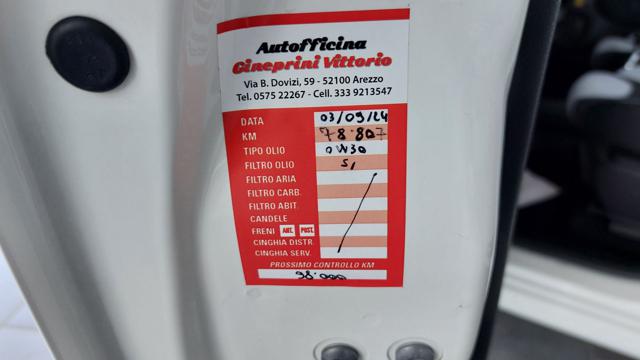 Autofficina
Gineprini Vittorio
Via B. Dovizi, 59 - 52100 Arezzo
Tel. 0575 22267 - Cell. 333 9213547
DATA 03/09/24
KM 78.807
TIPO OLIO 0W30
FILTRO OLIO SI
FILTRO ARIA
FILTRO CARB.
FILTRO ABIT.
CANDELE
FRENI ANT. POST.
CINGHIA DISTR.
CINGHIA SERV.
PROSSIMO CONTROLLO KM
98.000